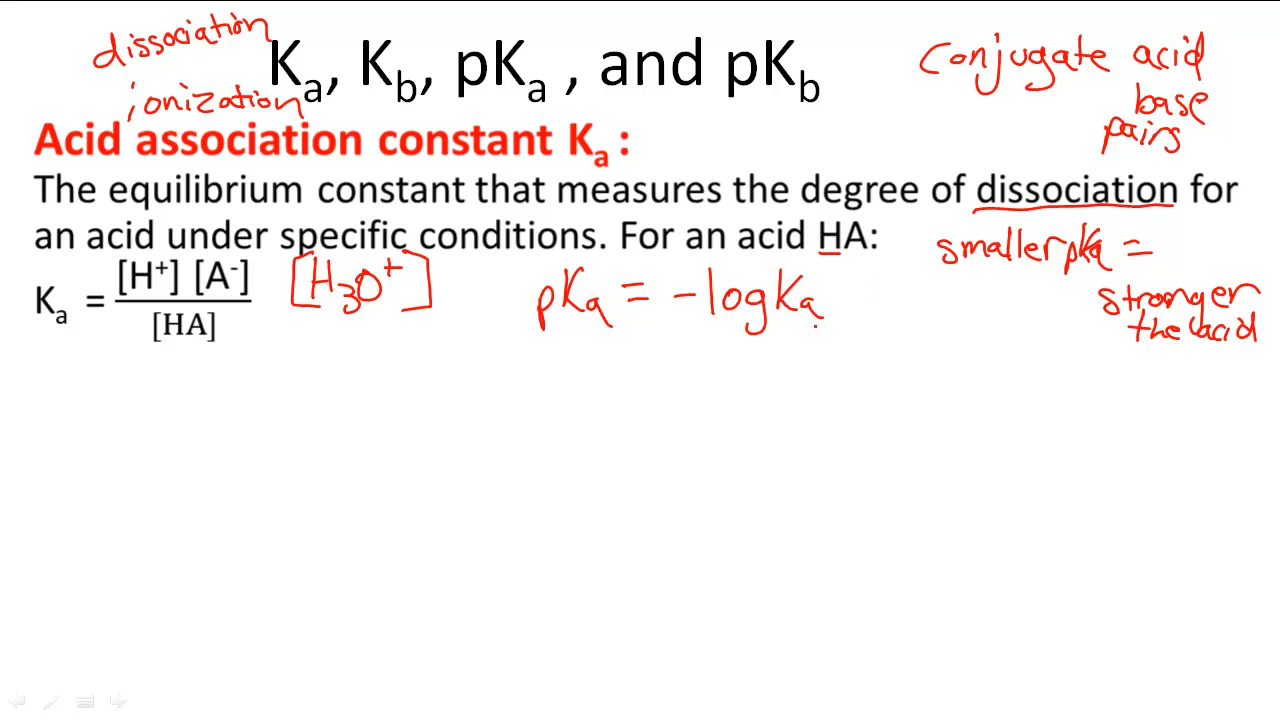 dissociation
ionization
Ka, Kb, pKa , and pKb
conjugate acid
base
pairs
Acid association constant Ka :
The equilibrium constant that measures the degree of dissociation for
an acid under specific conditions. For an acid HA:
Ka = [H+] [A-]
[HA]
[H3O+]
pKa = -log Ka
smaller pKa =
stronger
the acid